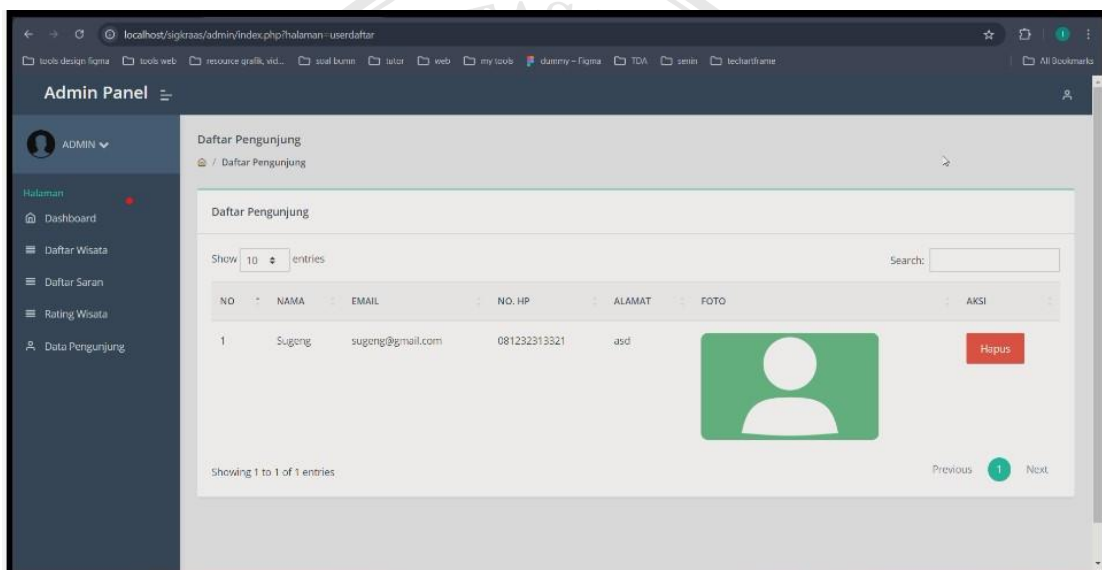 localhost/sigkraas/admin/index.php?halaman=userdaftar
tools design figma tools web resource grafik, vid... soal bumn tutor web my tools dummy – Figma TDA senin techartframe All Bookmarks
Admin Panel
ADMIN
Daftar Pengunjung
/ Daftar Pengunjung
Halaman
Dashboard
Daftar Wisata
Daftar Saran
Rating Wisata
Data Pengunjung
Daftar Pengunjung
Show 10 entries
Search:
NO NAMA EMAIL NO. HP ALAMAT FOTO AKSI
1 Sugeng sugeng@gmail.com 081232313321 asd Hapus
Showing 1 to 1 of 1 entries
Previous 1 Next